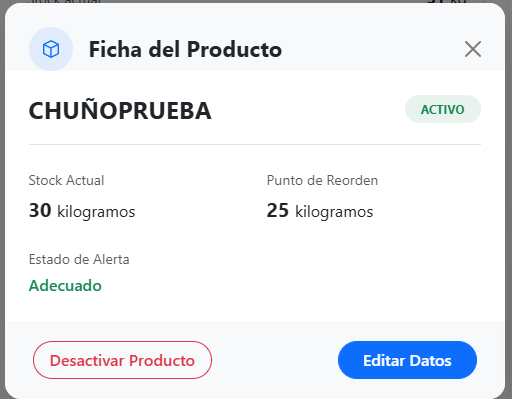 Ficha del Producto
CHUÑOPRUEBA
ACTIVO
Stock Actual
Punto de Reorden
30 kilogramos
25 kilogramos
Estado de Alerta
Adecuado
Desactivar Producto
Editar Datos